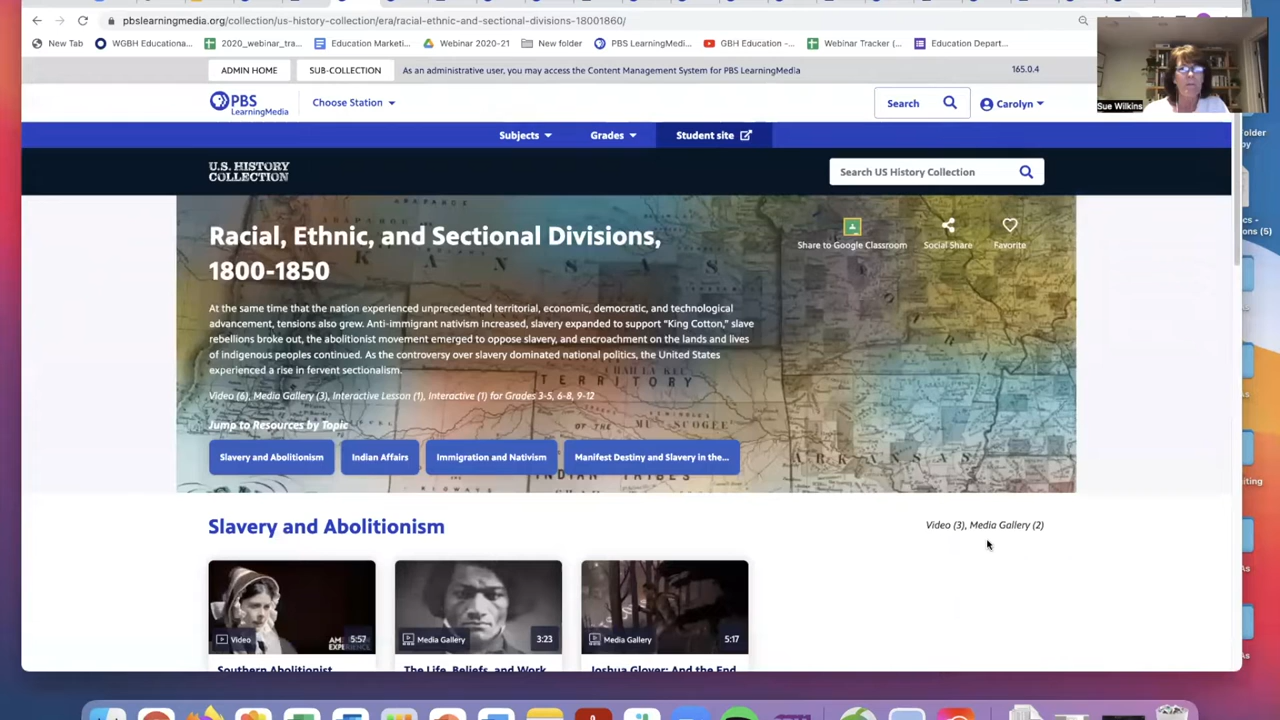 pbslearningmedia.org/collection/us-history-collection/era/racial-ethnic-and-sectional-divisions-18001860/
New Tab WGBH Educationa... 2020_webinar_tra... Education Marketi... Webinar 2020-21 New folder PBS LearningMedi... GBH Education -... Webinar Tracker (... Education Depart...
Sue Wilkins
ADMIN HOME SUB-COLLECTION As an administrative user, you may access the Content Management System for PBS LearningMedia 165.0.4
PBS LearningMedia Choose Station Search Carolyn
Subjects Grades Student site
U.S. HISTORY
COLLECTION
Search US History Collection
Racial, Ethnic, and Sectional Divisions,
1800-1850
Share to Google Classroom Social Share Favorite
At the same time that the nation experienced unprecedented territorial, economic, democratic, and technological
advancement, tensions also grew. Anti-immigrant nativism increased, slavery expanded to support “King Cotton,” slave
rebellions broke out, the abolitionist movement emerged to oppose slavery, and encroachment on the lands and lives
of indigenous peoples continued. As the controversy over slavery dominated national politics, the United States
experienced a rise in fervent sectionalism.
Video (6), Media Gallery (3), Interactive Lesson (1), Interactive (1) for Grades 3-5, 6-8, 9-12
Jump to Resources by Topic
Slavery and Abolitionism Indian Affairs Immigration and Nativism Manifest Destiny and Slavery in the...
KANSAS
TERRITORY
ARKANSAS
INDIAN TRIBES
Slavery and Abolitionism Video (3), Media Gallery (2)
Video 5:57 Media Gallery 3:23 Media Gallery 5:17
Southern Abolitionist The Life, Beliefs, and Work Joshua Glover: And the End